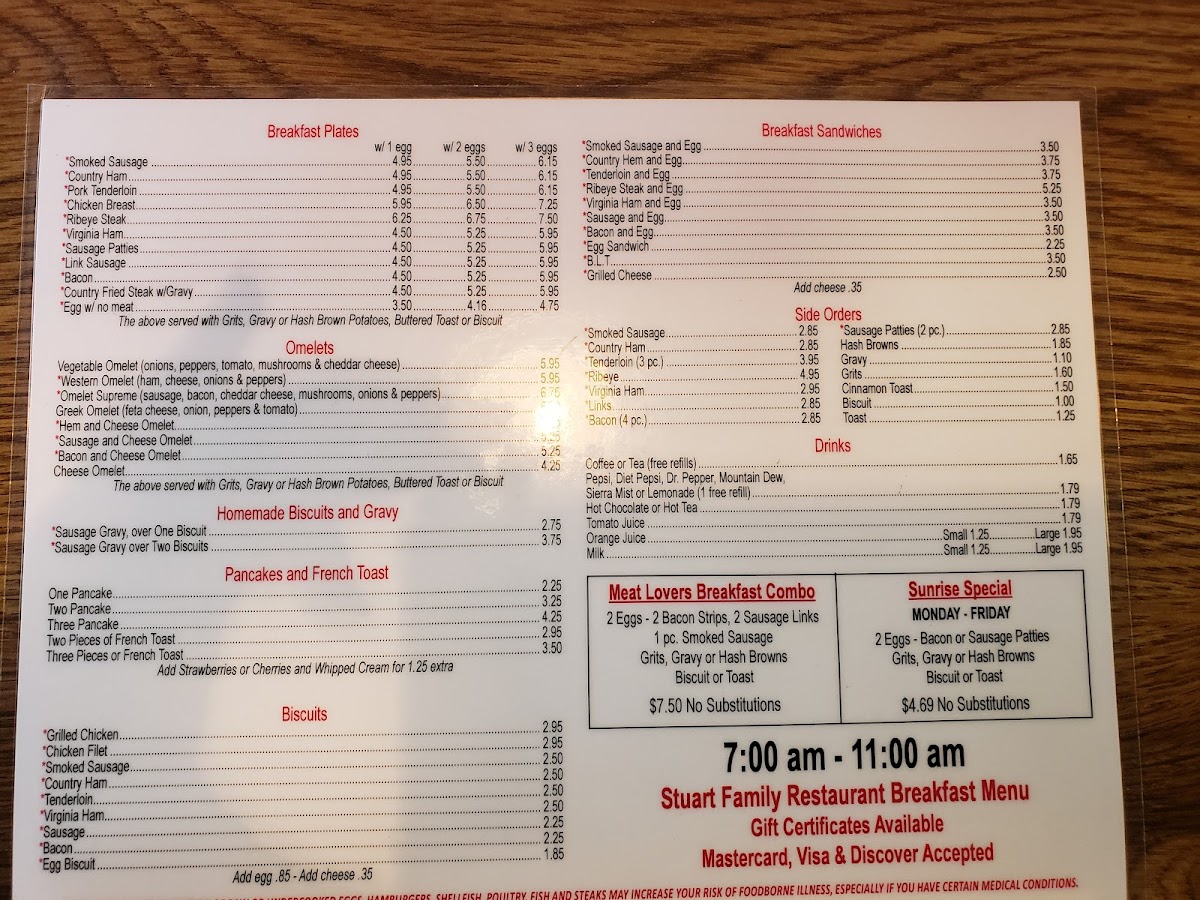 Breakfast Plates
w/ 1 egg w/ 2 eggs w/ 3 eggs
*Smoked Sausage 4.95 5.50 6.15
*Country Ham 4.95 5.50 6.15
*Pork Tenderloin 4.95 5.50 6.15
*Chicken Breast 5.95 6.50 7.25
*Ribeye Steak 6.25 6.75 7.50
*Virginia Ham 4.50 5.25 5.95
*Sausage Patties 4.50 5.25 5.95
*Link Sausage 4.50 5.25 5.95
*Bacon 4.50 5.25 5.95
*Country Fried Steak w/Gravy 4.50 5.25 5.95
*Egg w/ no meat 3.50 4.16 4.75
The above served with Grits, Gravy or Hash Brown Potatoes, Buttered Toast or Biscuit
Omelets
Vegetable Omelet (onions, peppers, tomato, mushrooms & cheddar cheese) 5.95
*Western Omelet (ham, cheese, onions & peppers) 5.95
*Omelet Supreme (sausage, bacon, cheddar cheese, mushrooms, onions & peppers) 6.75
Greek Omelet (feta cheese, onion, peppers & tomato)
*Hem and Cheese Omelet
*Sausage and Cheese Omelet
*Bacon and Cheese Omelet 5.25
Cheese Omelet 4.25
The above served with Grits, Gravy or Hash Brown Potatoes, Buttered Toast or Biscuit
Homemade Biscuits and Gravy
*Sausage Gravy, over One Biscuit 2.75
*Sausage Gravy over Two Biscuits 3.75
Pancakes and French Toast
One Pancake 2.25
Two Pancake 3.25
Three Pancake 4.25
Two Pieces of French Toast 2.95
Three Pieces or French Toast 3.50
Add Strawberries or Cherries and Whipped Cream for 1.25 extra
Biscuits
*Grilled Chicken 2.95
*Chicken Filet 2.95
*Smoked Sausage 2.50
*Country Ham 2.50
*Tenderloin 2.50
*Virginia Ham 2.50
*Sausage 2.25
*Bacon 2.25
*Egg Biscuit 1.85
Add egg .85 - Add cheese .35
Breakfast Sandwiches
*Smoked Sausage and Egg 3.50
*Country Hem and Egg 3.75
*Tenderloin and Egg 3.75
*Ribeye Steak and Egg 5.25
*Virginia Ham and Egg 3.50
*Sausage and Egg 3.50
*Bacon and Egg 3.50
*Egg Sandwich 2.25
*B.L.T. 3.50
*Grilled Cheese 2.50
Add cheese .35
Side Orders
*Smoked Sausage 2.85
*Country Ham 2.85
*Tenderloin (3 pc.) 3.95
*Ribeye 4.95
*Virginia Ham 2.95
*Links 2.85
*Bacon (4 pc.) 2.85
*Sausage Patties (2 pc.) 2.85
Hash Browns 1.85
Gravy 1.10
Grits 1.60
Cinnamon Toast 1.50
Biscuit 1.00
Toast 1.25
Drinks
Coffee or Tea (free refills) 1.65
Pepsi, Diet Pepsi, Dr. Pepper, Mountain Dew,
Sierra Mist or Lemonade (1 free refill) 1.79
Hot Chocolate or Hot Tea 1.79
Tomato Juice 1.79
Orange Juice Small 1.25 Large 1.95
Milk Small 1.25 Large 1.95
Meat Lovers Breakfast Combo
2 Eggs - 2 Bacon Strips, 2 Sausage Links
1 pc. Smoked Sausage
Grits, Gravy or Hash Browns
Biscuit or Toast
$7.50 No Substitutions
Sunrise Special
MONDAY - FRIDAY
2 Eggs - Bacon or Sausage Patties
Grits, Gravy or Hash Browns
Biscuit or Toast
$4.69 No Substitutions
7:00 am - 11:00 am
Stuart Family Restaurant Breakfast Menu
Gift Certificates Available
Mastercard, Visa & Discover Accepted
OR UNDERCOOKED EGGS, HAMBURGERS, SHELLFISH, POULTRY, FISH AND STEAKS MAY INCREASE YOUR RISK OF FOODBORNE ILLNESS, ESPECIALLY IF YOU HAVE CERTAIN MEDICAL CONDITIONS.